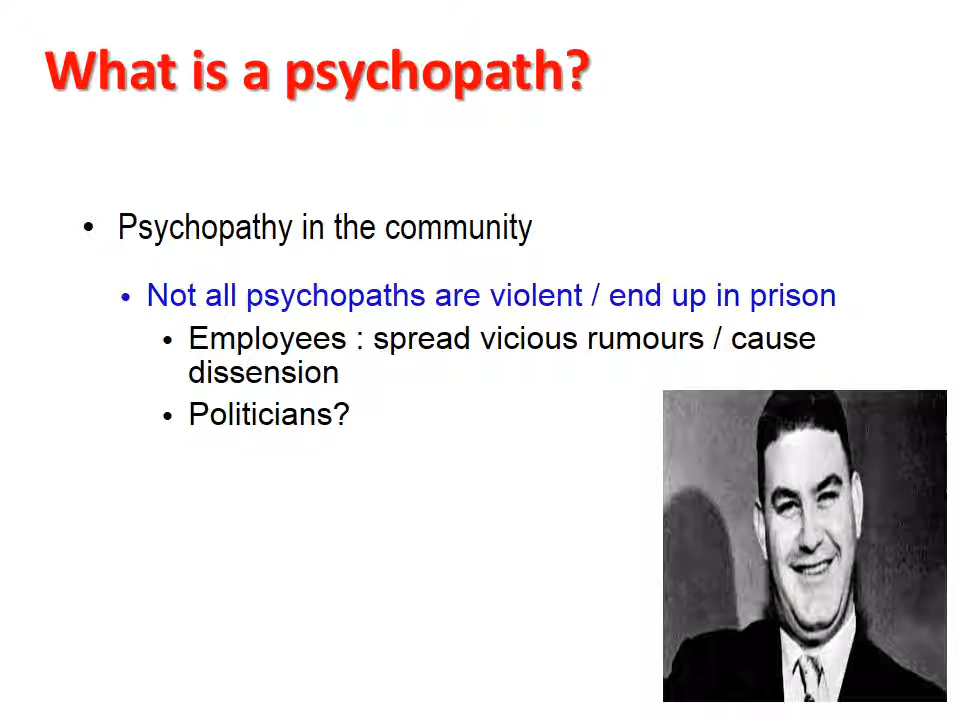 What is a psychopath?
• Psychopathy in the community
• Not all psychopaths are violent / end up in prison
• Employees : spread vicious rumours / cause
dissension
• Politicians?